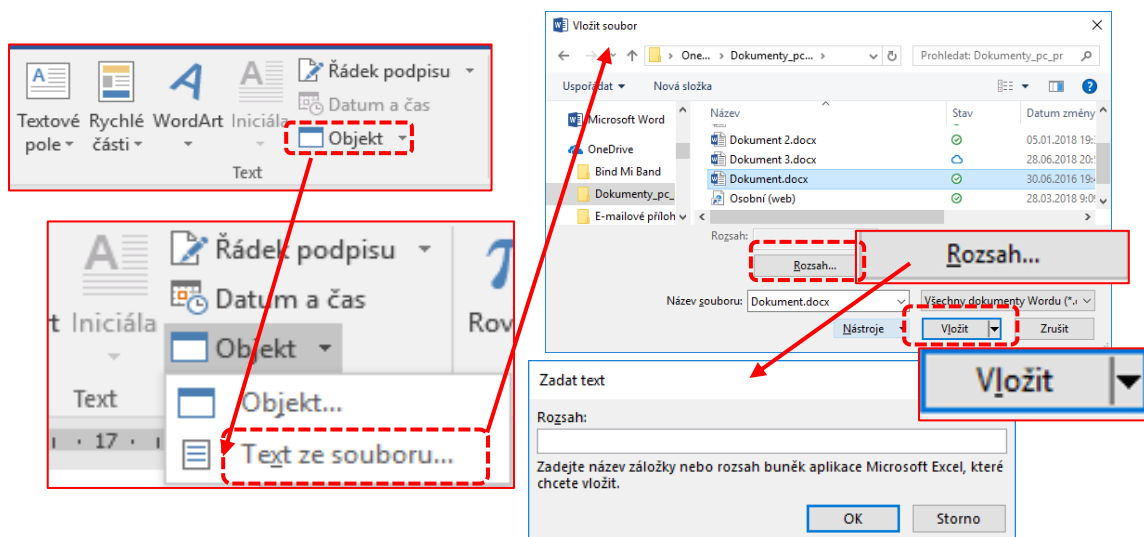 Řádek podpisu
Datum a čas
Textové pole
Rychlé části
WordArt
Iniciála
Objekt
Text
Řádek podpisu
Datum a čas
t Iniciála
Objekt
Rov
Text
Objekt...
17
Text ze souboru...
Vložit soubor
One... › Dokumenty_pc... ›
Prohledat: Dokumenty_pc_pr
Uspořádat
Nová složka
Microsoft Word
OneDrive
Bind Mi Band
Dokumenty_pc_
E-mailové příloh
Název Stav Datum změny
Dokument 2.docx 05.01.2018 19:
Dokument 3.docx 28.06.2018 20:
Dokument.docx 30.06.2016 19:
Osobní (web) 28.03.2018 9:0
Rozsah:
Rozsah...
Rozsah...
Název souboru: Dokument.docx
Všechny dokumenty Wordu (*.
Nástroje Vložit Zrušit
Vložit
Zadat text
Rozsah:
Zadejte název záložky nebo rozsah buněk aplikace Microsoft Excel, které
chcete vložit.
OK Storno